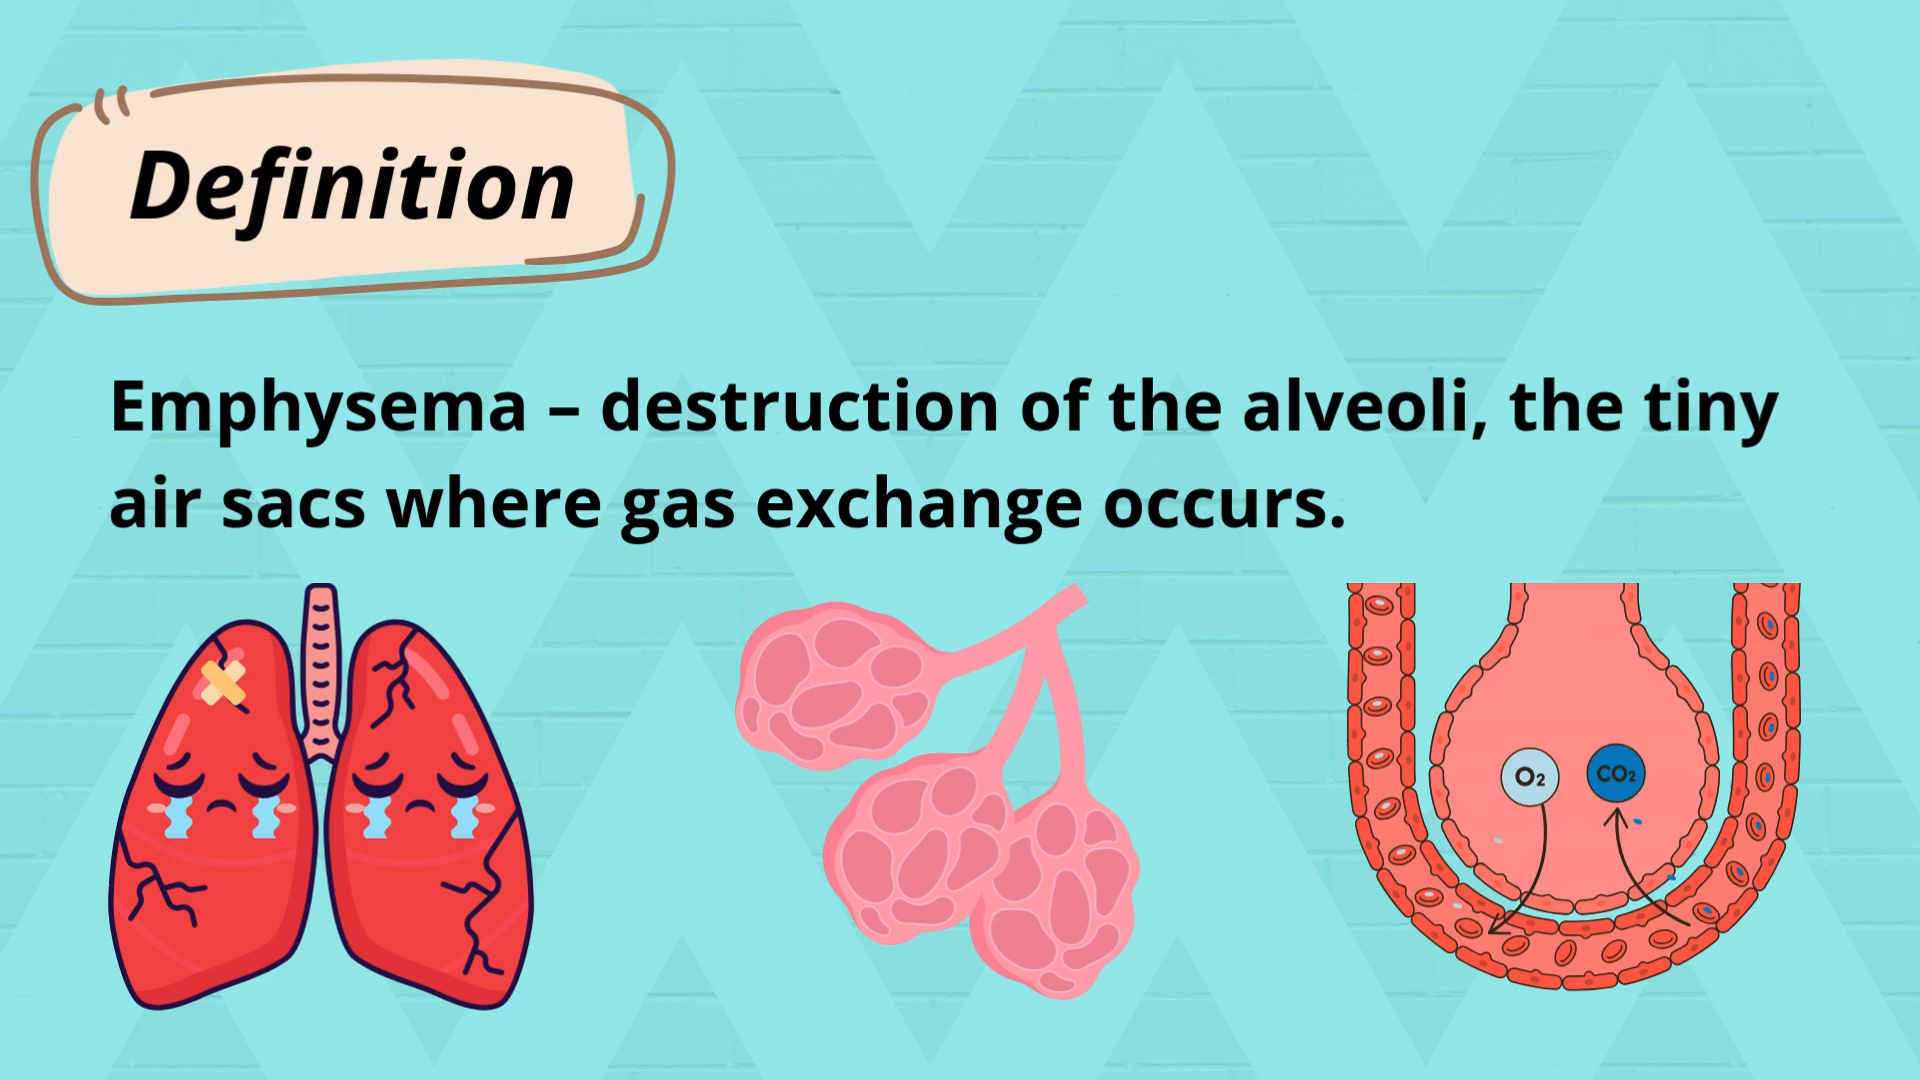 Definition
Emphysema – destruction of the alveoli, the tiny
air sacs where gas exchange occurs.
O₂
CO₂